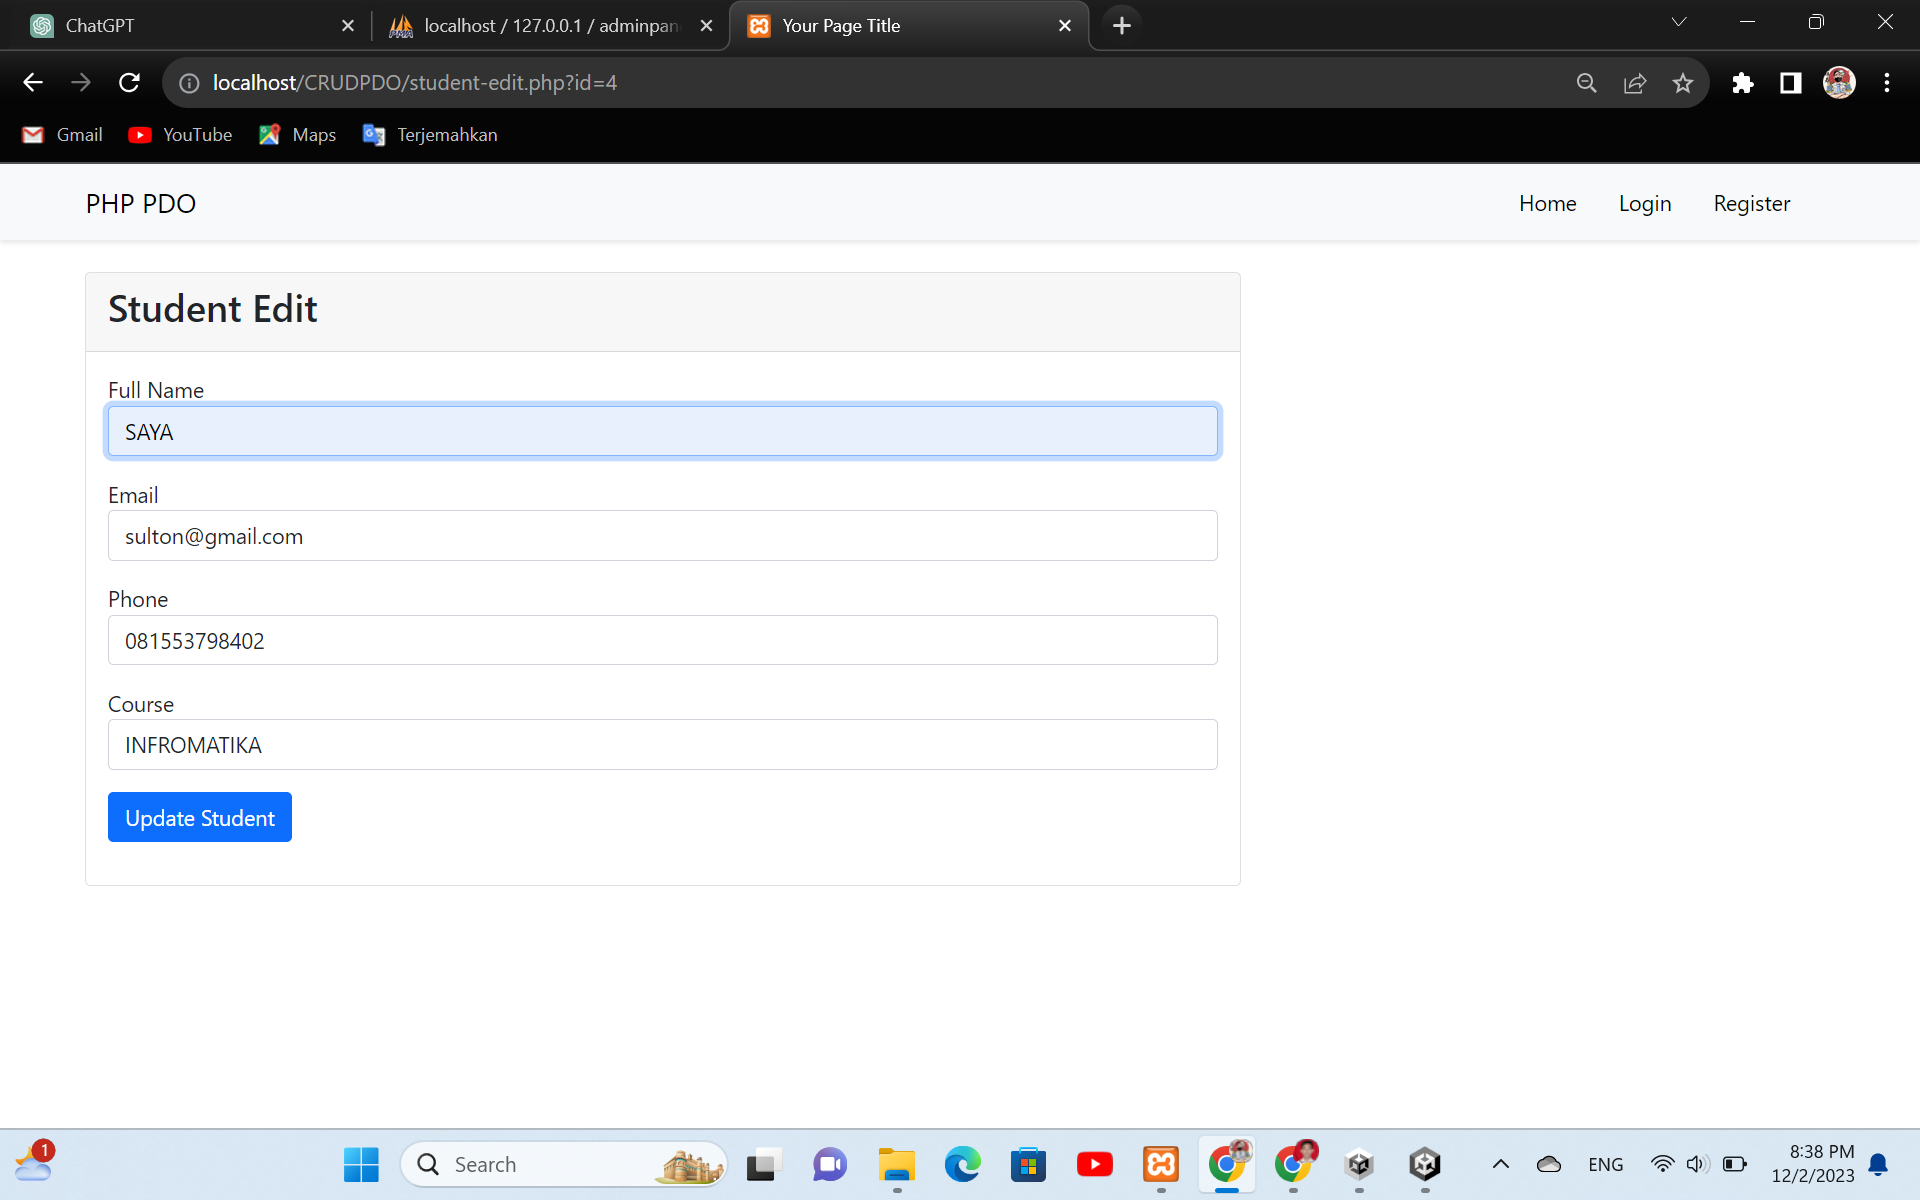 ChatGPT
localhost / 127.0.0.1 / adminpan
Your Page Title
localhost/CRUDPDO/student-edit.php?id=4
Gmail
YouTube
Maps
Terjemahkan
PHP PDO
Home
Login
Register
Student Edit
Full Name
SAYA
Email
sulton@gmail.com
Phone
081553798402
Course
INFROMATIKA
Update Student
1
Search
ENG
8:38 PM
12/2/2023